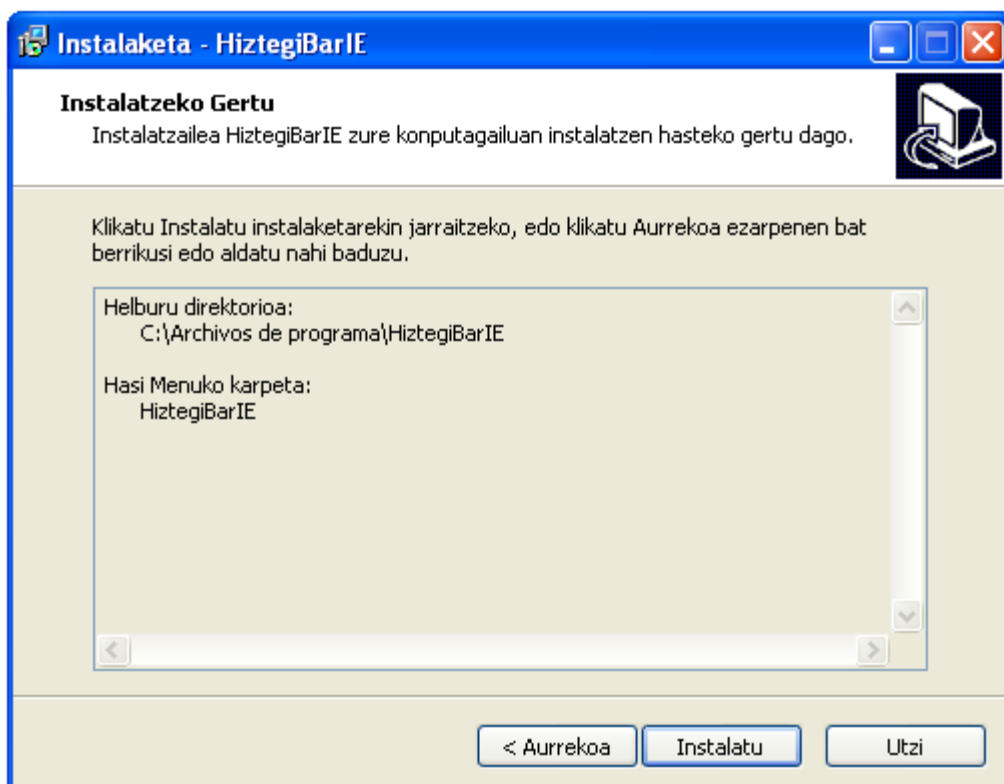 Instalaketa - HiztegiBarIE
Instalatzeko Gertu
Instalatzailea HiztegiBarIE zure konputagailuan instalatzen hasteko gertu dago.
Klikatu Instalatu instalaketarekin jarraitzeko, edo klikatu Aurrekoa ezarpenen bat
berrikusi edo aldatu nahi baduzu.
Helburu direktorioa:
C:\Archivos de programa\HiztegiBarIE
Hasi Menuko karpeta:
HiztegiBarIE
< Aurrekoa
Instalatu
Utzi